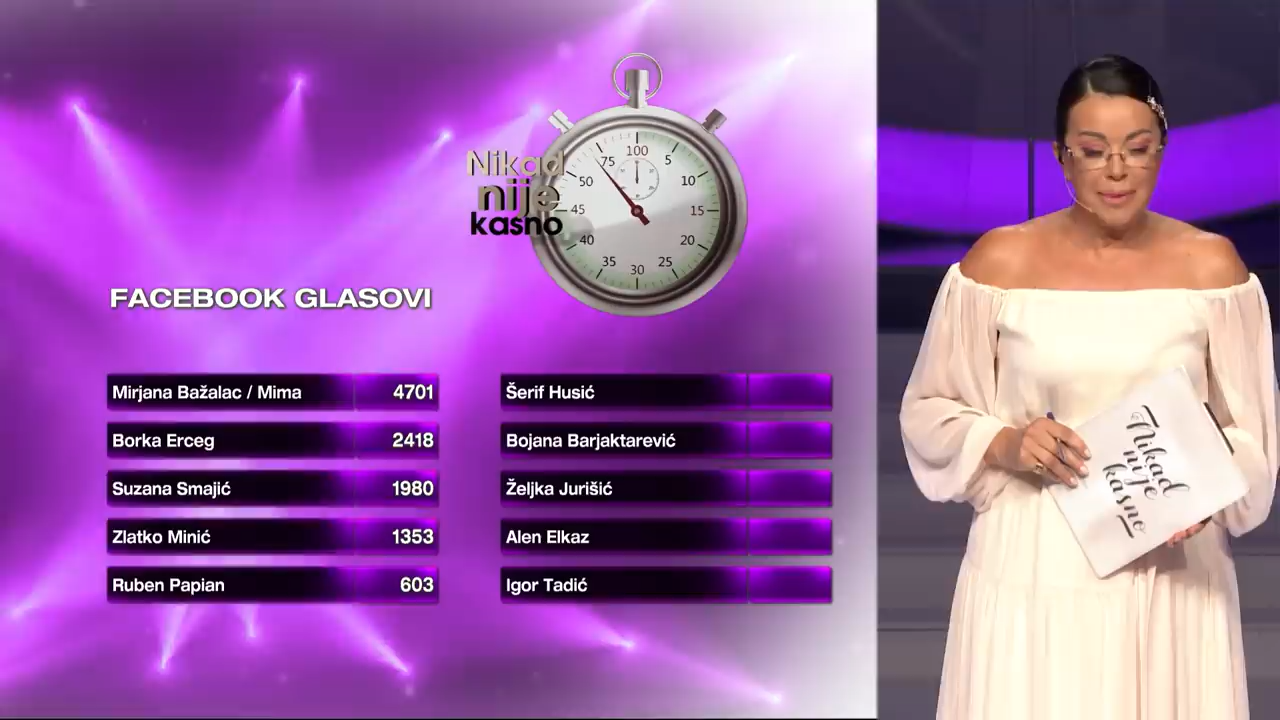 Nikad
nije
kasno
100
5
10
15
20
25
30
35
40
45
50
75
FACEBOOK GLASOVI
Mirjana Bažalac / Mima 4701
Borka Erceg 2418
Suzana Smajić 1980
Zlatko Minić 1353
Ruben Papian 603
Šerif Husić
Bojana Barjaktarević
Željka Jurišić
Alen Elkaz
Igor Tadić
Nikad
nije
kasno